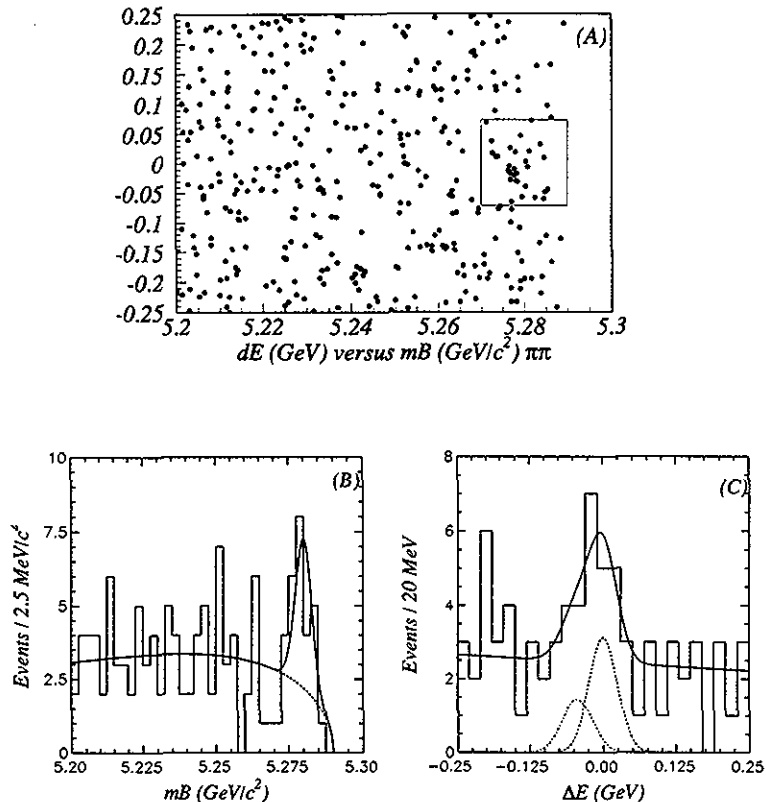 0.25
0.2
0.15
0.1
0.05
0
-0.05
-0.1
-0.15
-0.2
-0.25
(A)
5.2 5.22 5.24 5.26 5.28 5.3
dE (GeV) versus mB (GeV/c²) ππ
10
7.5
5
2.5
0
Events / 2.5 MeV/c²
(B)
5.20 5.225 5.25 5.275 5.30
mB (GeV/c²)
8
6
4
2
0
Events / 20 MeV
(C)
-0.25 -0.125 0.00 0.125 0.25
ΔE (GeV)